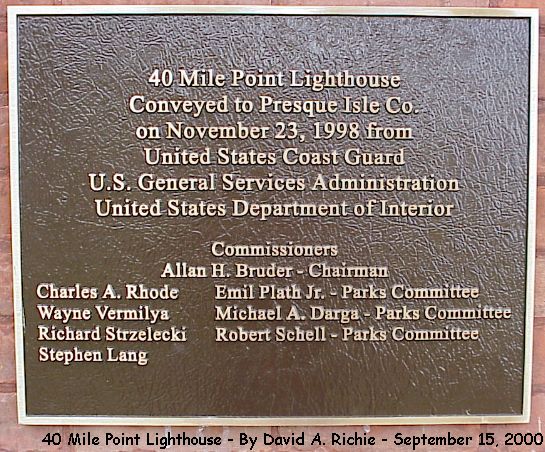 40 Mile Point Lighthouse
Conveyed to Presque Isle Co.
on November 23, 1998 from
United States Coast Guard
U.S. General Services Administration
United States Department of Interior
Commissioners
Allan H. Bruder - Chairman
Charles A. Rhode Emil Plath Jr. - Parks Committee
Wayne Vermilya Michael A. Darga - Parks Committee
Richard Strzelecki Robert Schell - Parks Committee
Stephen Lang
40 Mile Point Lighthouse - By David A. Richie - September 15, 2000